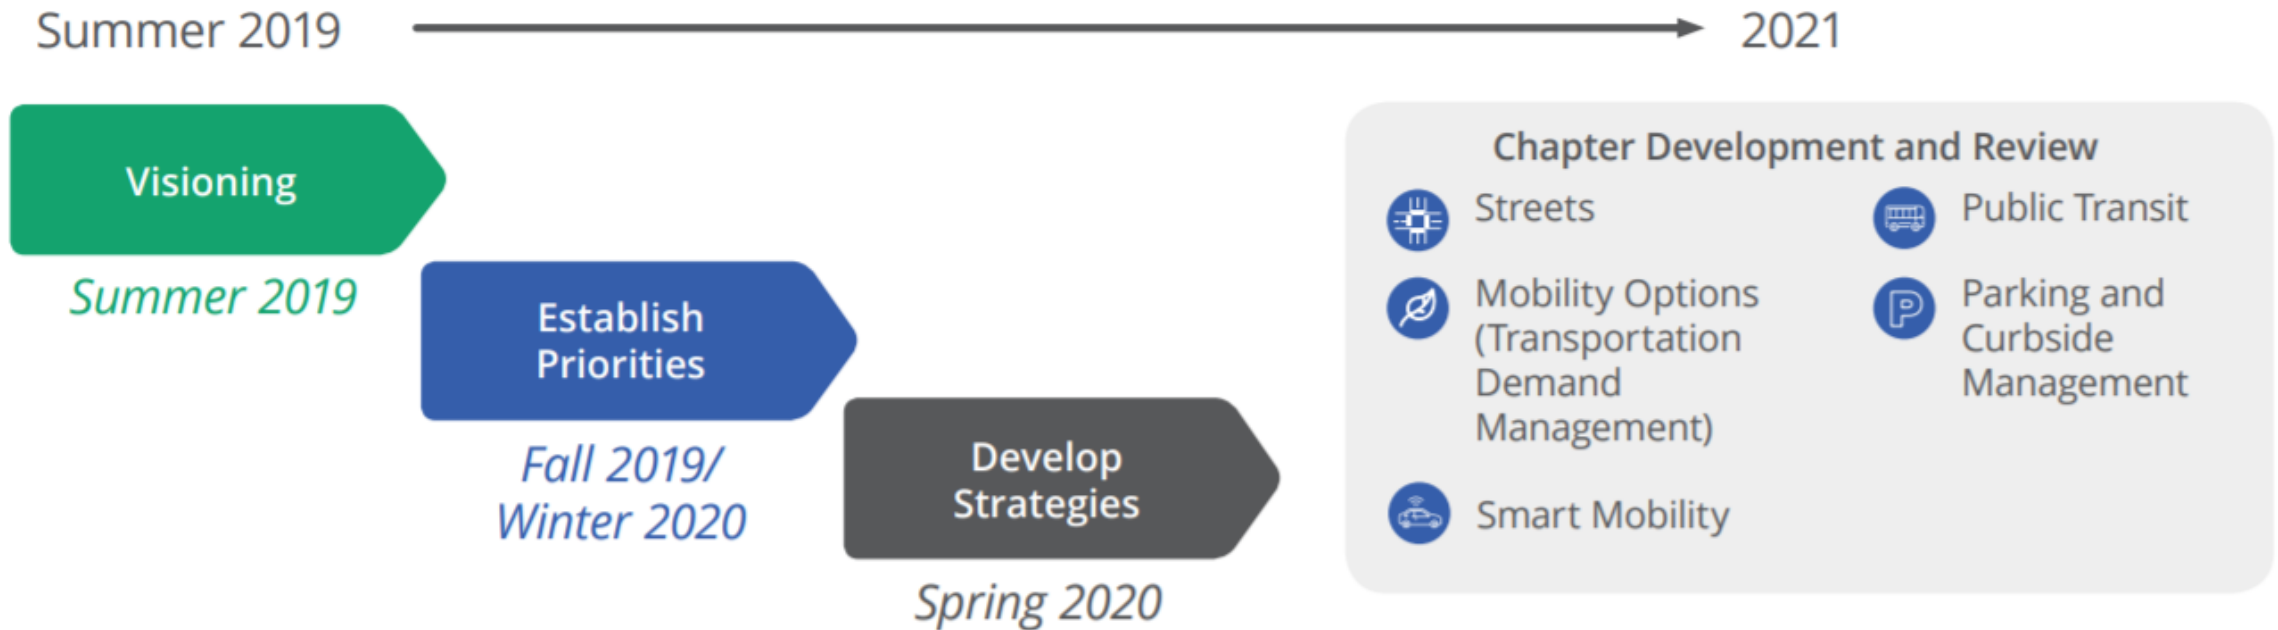 Summer 2019
2021
Visioning
Summer 2019
Establish
Priorities
Fall 2019/
Winter 2020
Develop
Strategies
Spring 2020
Chapter Development and Review
Streets
Mobility Options
(Transportation
Demand
Management)
Smart Mobility
Public Transit
P
Parking and
Curbside
Management